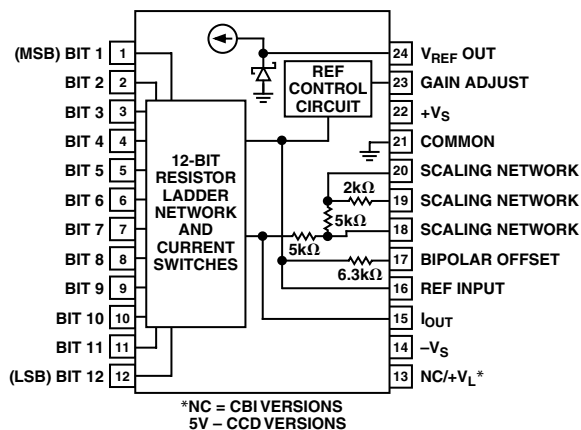 (MSB) BIT 1 1
BIT 2 2
BIT 3 3
BIT 4 4
BIT 5 5
BIT 6 6
BIT 7 7
BIT 8 8
BIT 9 9
BIT 10 10
BIT 11 11
(LSB) BIT 12 12
12-BIT
RESISTOR
LADDER
NETWORK
AND
CURRENT
SWITCHES
REF
CONTROL
CIRCUIT
2kΩ
5kΩ
5kΩ
6.3kΩ
24 VREF OUT
23 GAIN ADJUST
22 +VS
21 COMMON
20 SCALING NETWORK
19 SCALING NETWORK
18 SCALING NETWORK
17 BIPOLAR OFFSET
16 REF INPUT
15 IOUT
14 –VS
13 NC/+VL*
*NC = CBI VERSIONS
5V – CCD VERSIONS